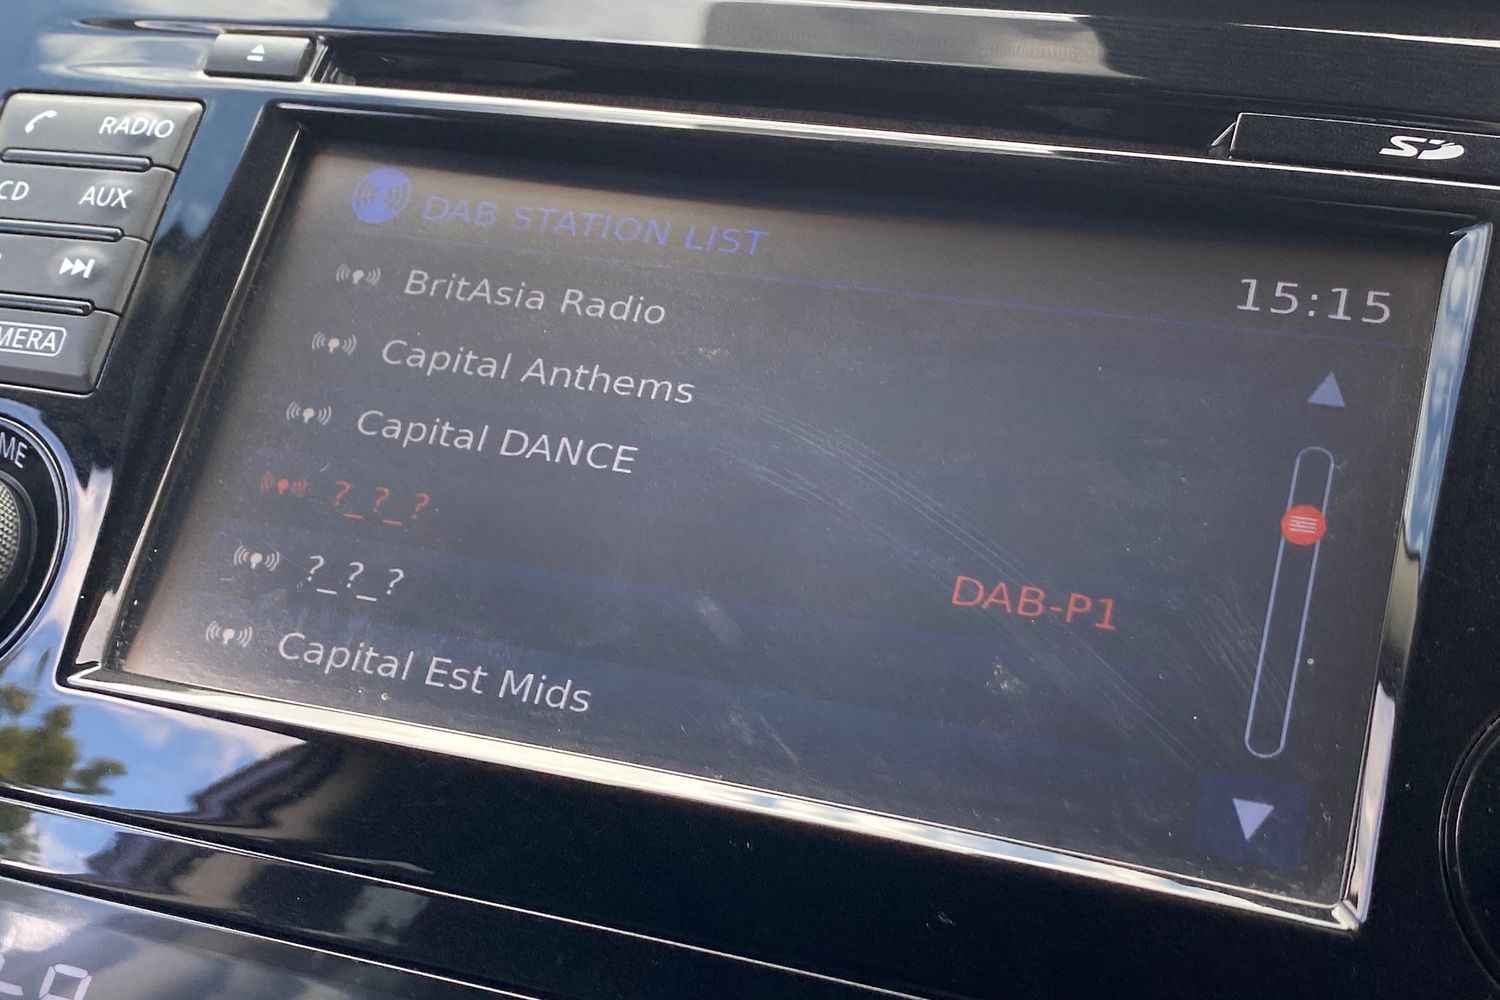 RADIO
CD
AUX
MERA
ME
SD
DAB STATION LIST
15:15
BritAsia Radio
Capital Anthems
Capital DANCE
?_?_?
DAB-P1
?_?_?
Capital Est Mids